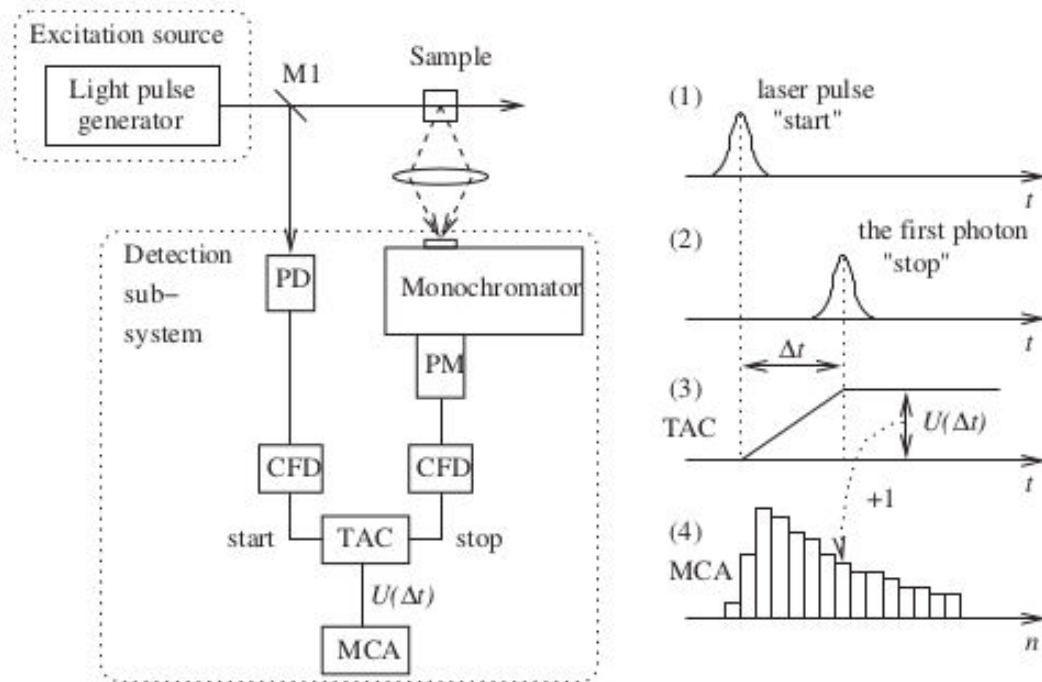 Excitation source
Light pulse
generator
M1
Sample
Detection
sub-
system
PD
Monochromator
PM
CFD
CFD
start
TAC
stop
U(Δt)
MCA
(1)
laser pulse
"start"
t
(2)
the first photon
"stop"
t
Δt
(3)
TAC
U(Δt)
t
+1
(4)
MCA
n